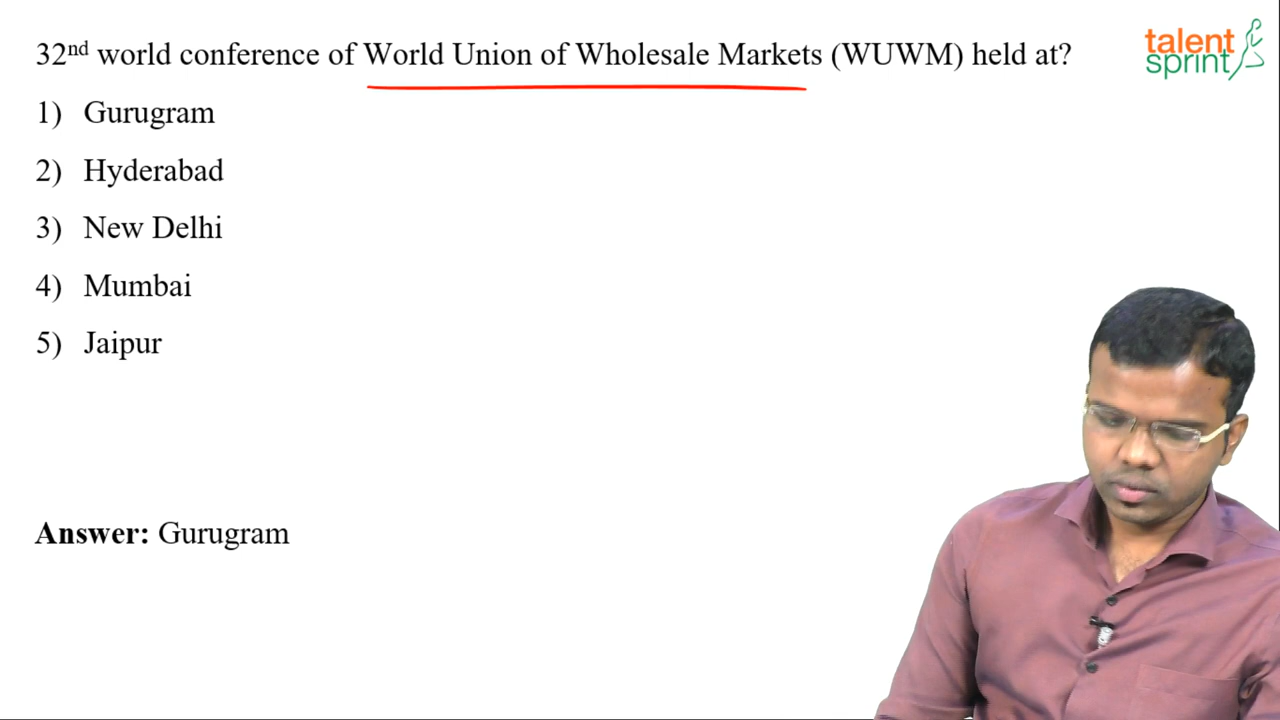 32nd world conference of World Union of Wholesale Markets (WUWM) held at?
talent
sprint
1) Gurugram
2) Hyderabad
3) New Delhi
4) Mumbai
5) Jaipur
Answer: Gurugram